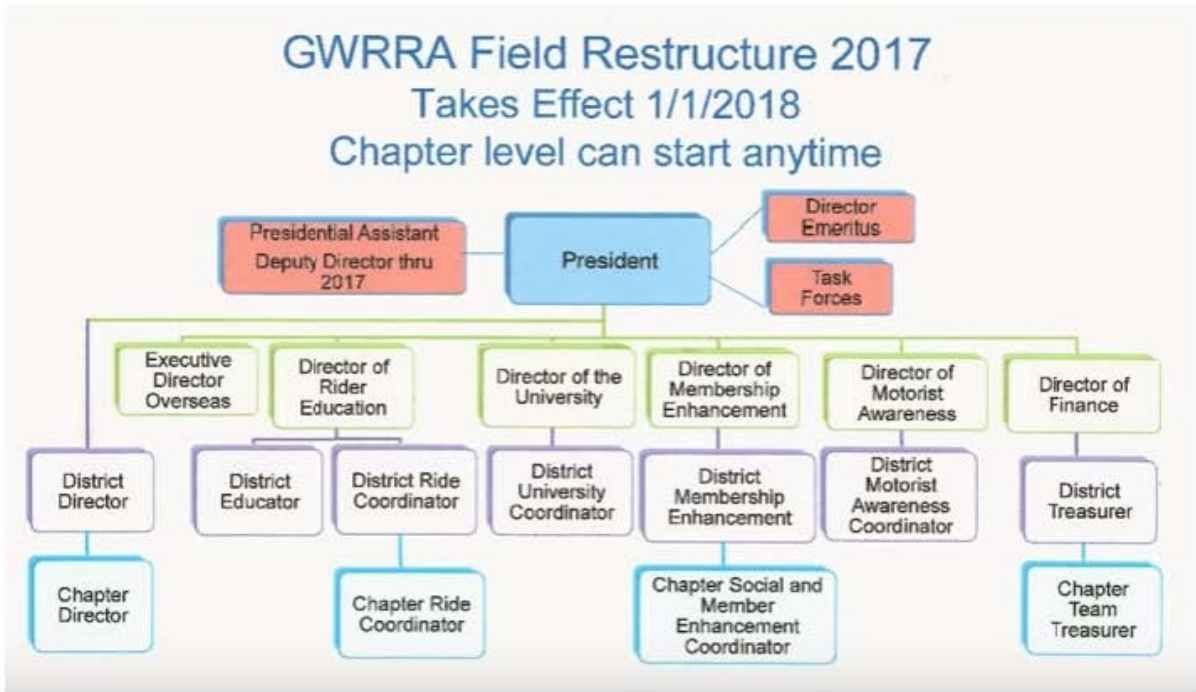 GWRRA Field Restructure 2017
Takes Effect 1/1/2018
Chapter level can start anytime
Presidential Assistant
Deputy Director thru
2017
President
Director
Emeritus
Task
Forces
Executive
Director
Overseas
Director of
Rider
Education
Director of the
University
Director of
Membership
Enhancement
Director of
Motorist
Awareness
Director of
Finance
District
Director
District
Educator
District Ride
Coordinator
District
University
Coordinator
District
Membership
Enhancement
District
Motorist
Awareness
Coordinator
District
Treasurer
Chapter
Director
Chapter Ride
Coordinator
Chapter Social and
Member
Enhancement
Coordinator
Chapter
Team
Treasurer